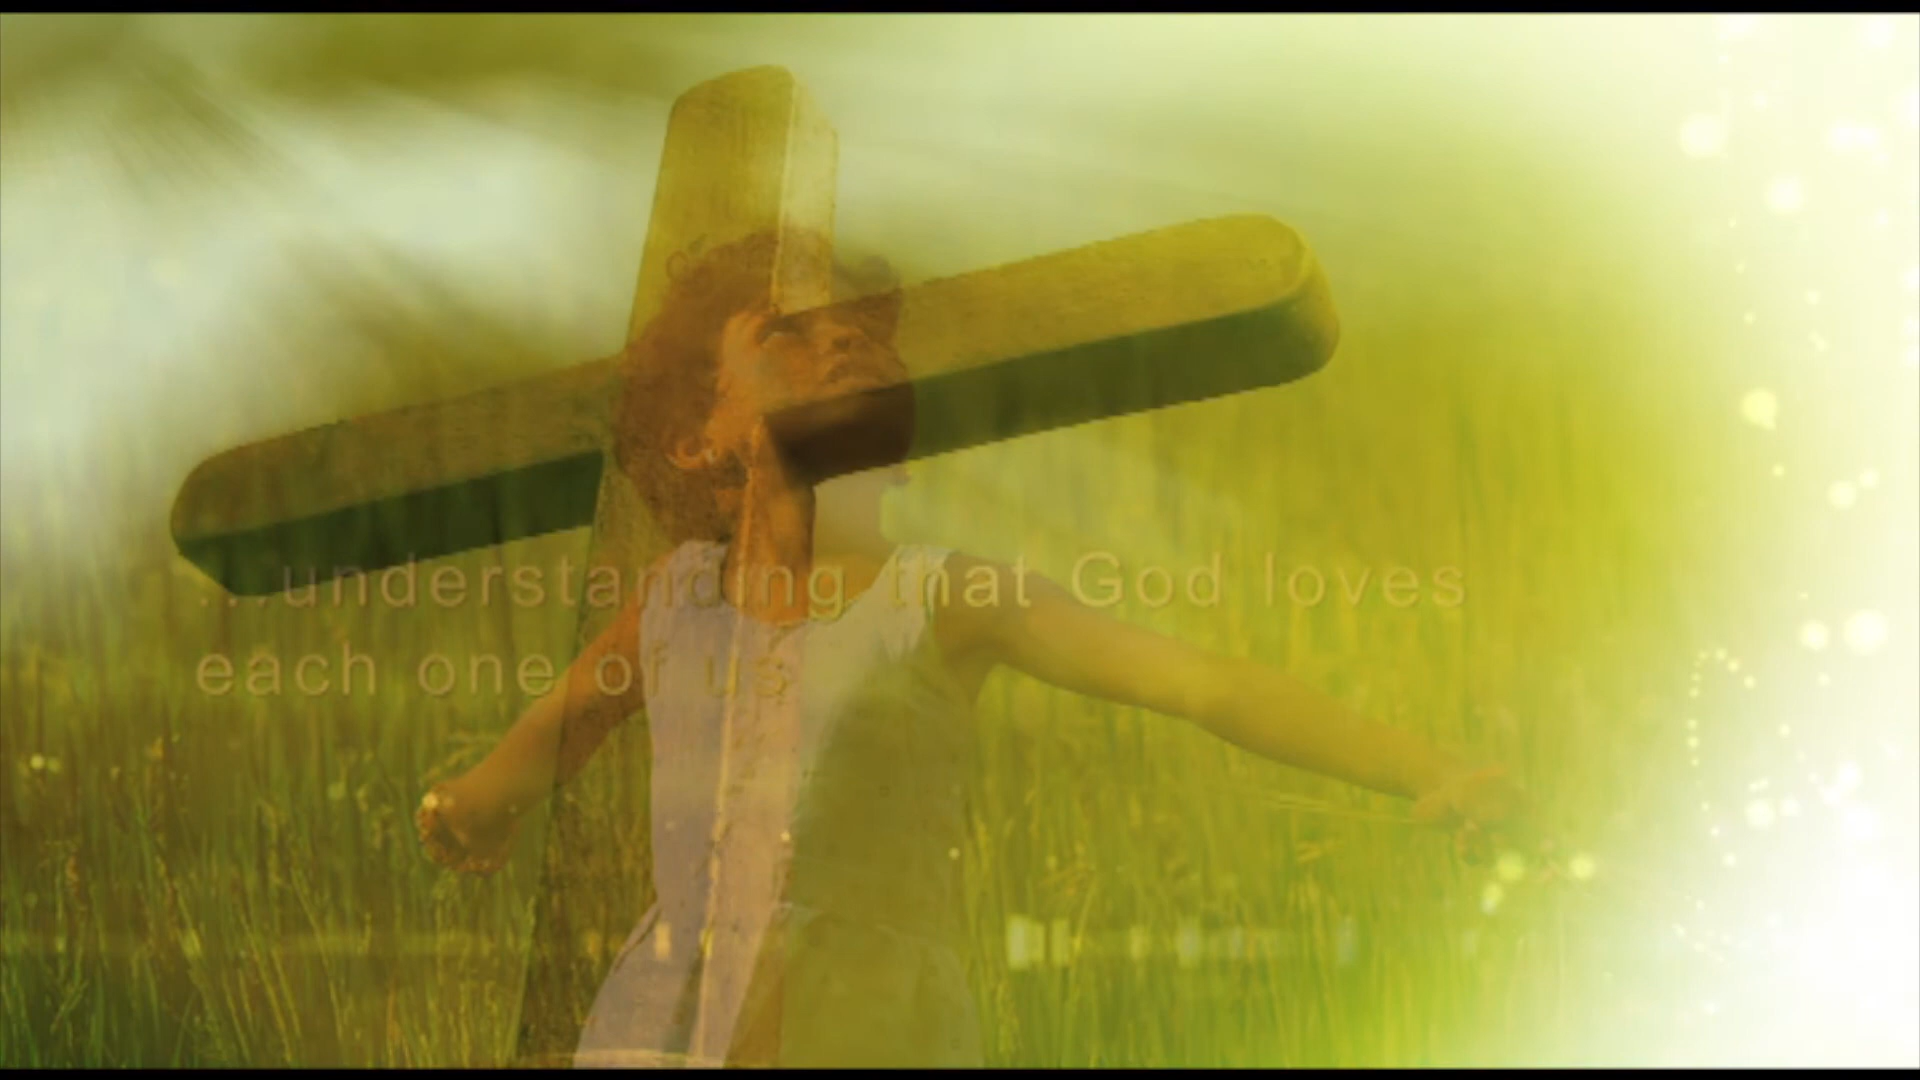 ...understanding that God loves
each one of us